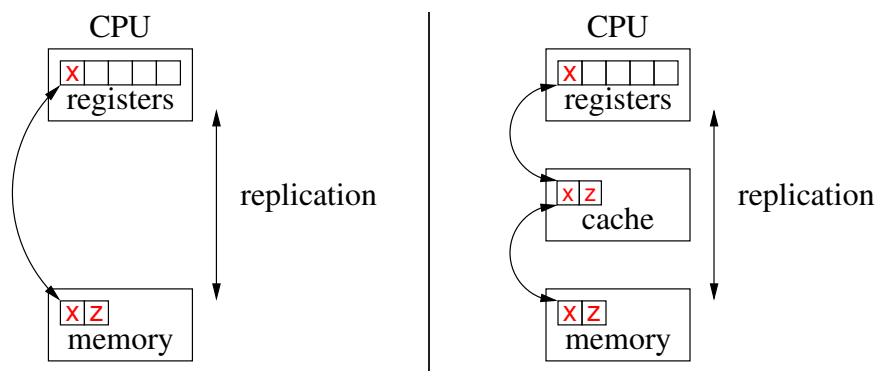 CPU
x
registers
replication
x z
memory
CPU
x
registers
x z
cache
replication
x z
memory